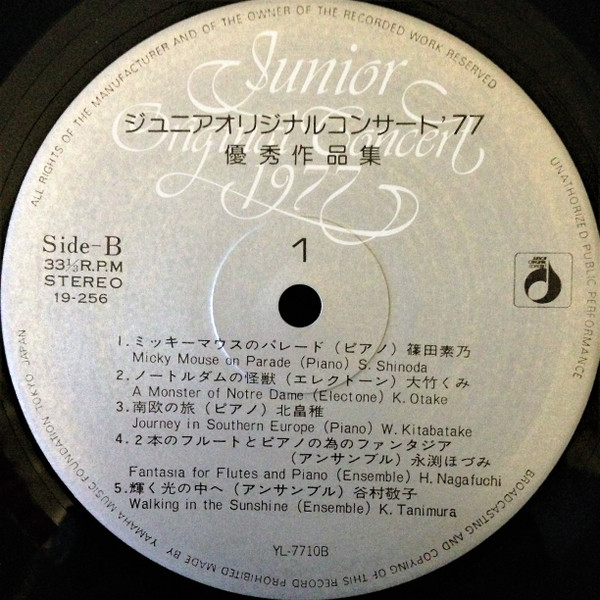 ALL RIGHTS OF THE MANUFACTURER AND OF THE OWNER OF THE RECORDED WORK RESERVED
UNAUTHORIZED PUBLIC PERFORMANCE
BROADCASTING AND COPYING OF THIS RECORD PROHIBITED MADE BY YAMAHA MUSIC FOUNDATION TOKYO JAPAN
Junior
Original Concert
1977
ジュニアオリジナルコンサート'77
優秀作品集
Side-B
33⅓R.P.M
STEREO
19-256
1
1.ミッキーマウスのパレード(ピアノ)篠田素乃
Micky Mouse on Parade (Piano) S. Shinoda
2.ノートルダムの怪獣(エレクトーン)大竹くみ
A Monster of Notre Dame (Electone) K. Otake
3.南欧の旅(ピアノ)北畠稚
Journey in Southern Europe (Piano) W. Kitabatake
4.2本のフルートとピアノの為のファンタジア
(アンサンブル)永渕ほづみ
Fantasia for Flutes and Piano (Ensemble) H. Nagafuchi
5.輝く光の中へ(アンサンブル)谷村敬子
Walking in the Sunshine (Ensemble) K. Tanimura
YL-7710B